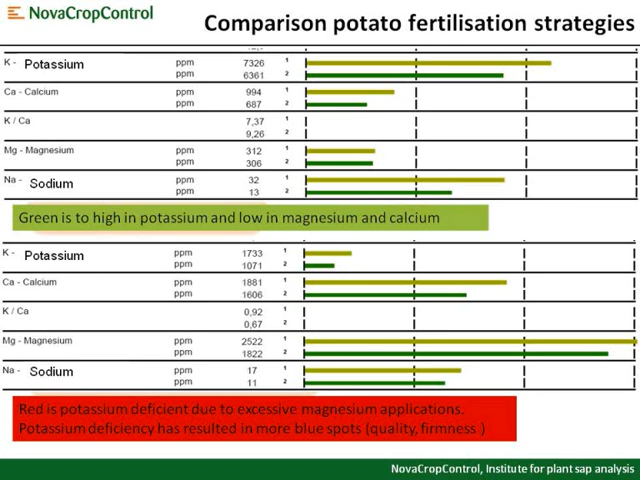 NovaCropControl
Comparison potato fertilisation strategies
K - Potassium ppm 7326 1
ppm 6361 2
Ca - Calcium ppm 994 1
ppm 687 2
K / Ca 7,37 1
9,26 2
Mg - Magnesium ppm 312 1
ppm 306 2
Na - Sodium ppm 32 1
ppm 13 2
Green is to high in potassium and low in magnesium and calcium
K - Potassium ppm 1733 1
ppm 1071 2
Ca - Calcium ppm 1881 1
ppm 1606 2
K / Ca 0,92 1
0,67 2
Mg - Magnesium ppm 2522 1
ppm 1822 2
Na - Sodium ppm 17 1
ppm 11 2
Red is potassium deficient due to excessive magnesium applications.
Potassium deficiency has resulted in more blue spots (quality, firmness )
NovaCropControl, Institute for plant sap analysis